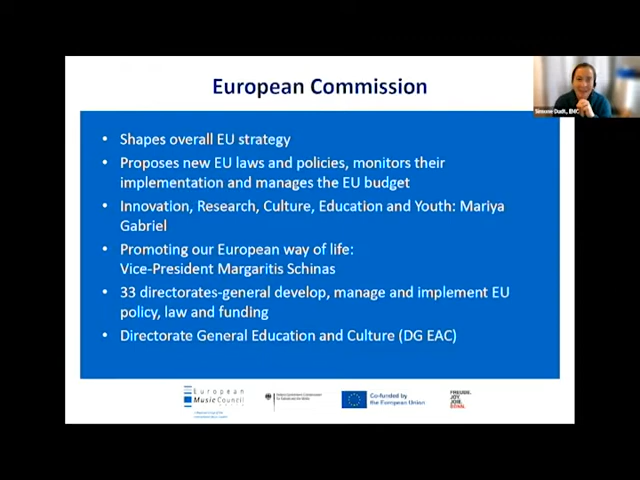 European Commission
Simone Dudt, EMC
• Shapes overall EU strategy
• Proposes new EU laws and policies, monitors their
implementation and manages the EU budget
• Innovation, Research, Culture, Education and Youth: Mariya
Gabriel
• Promoting our European way of life:
Vice-President Margaritis Schinas
• 33 directorates-general develop, manage and implement EU
policy, law and funding
• Directorate General Education and Culture (DG EAC)
European
Music Council
Co-funded by
the European Union